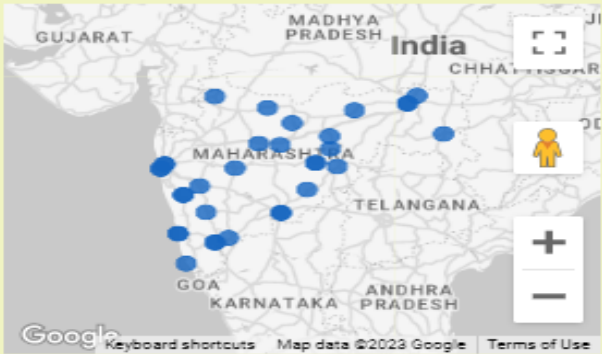 MADHYA
PRADESH
GUJARAT
India
CHHATTISGAR
MAHARASHTRA
OD
TELANGANA
GOA
KARNATAKA
ANDHRA
PRADESH
Google
Keyboard shortcuts Map data ©2023 Google Terms of Use